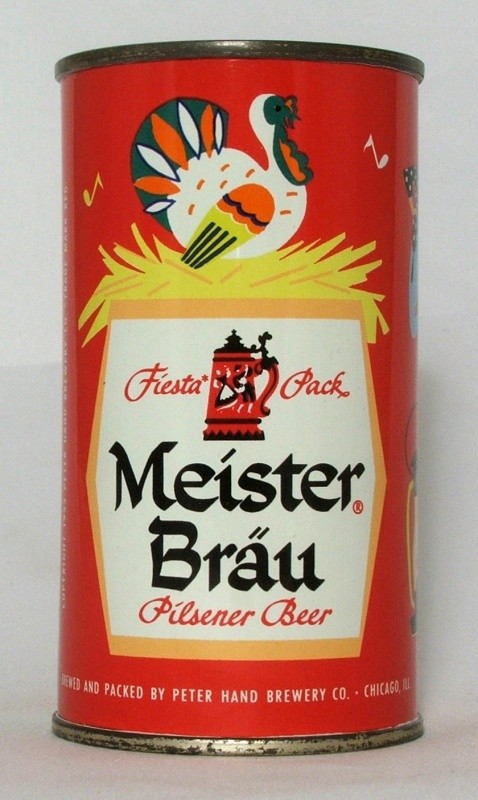 Fiesta* Pack
Meister®
Bräu
Pilsener Beer
BREWED AND PACKED BY PETER HAND BREWERY CO. · CHICAGO, ILL.